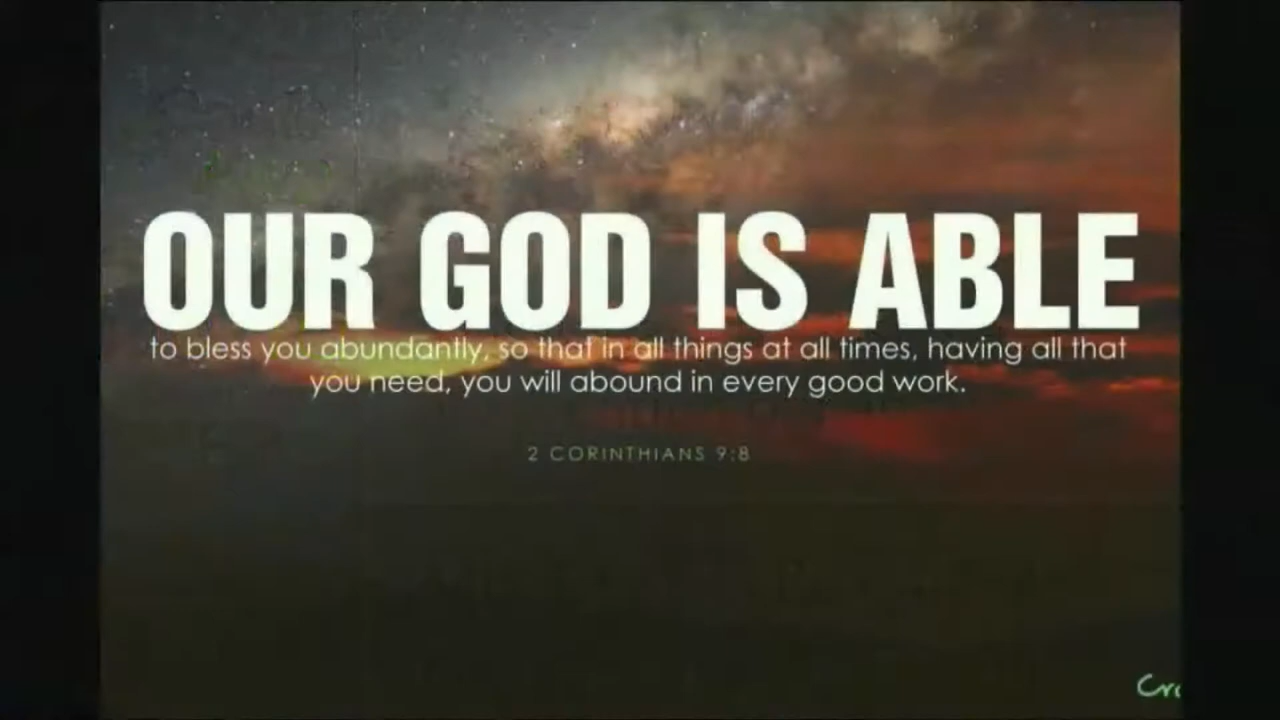 OUR GOD IS ABLE
to bless you abundantly, so that in all things at all times, having all that
you need, you will abound in every good work.
2 CORINTHIANS 9:8